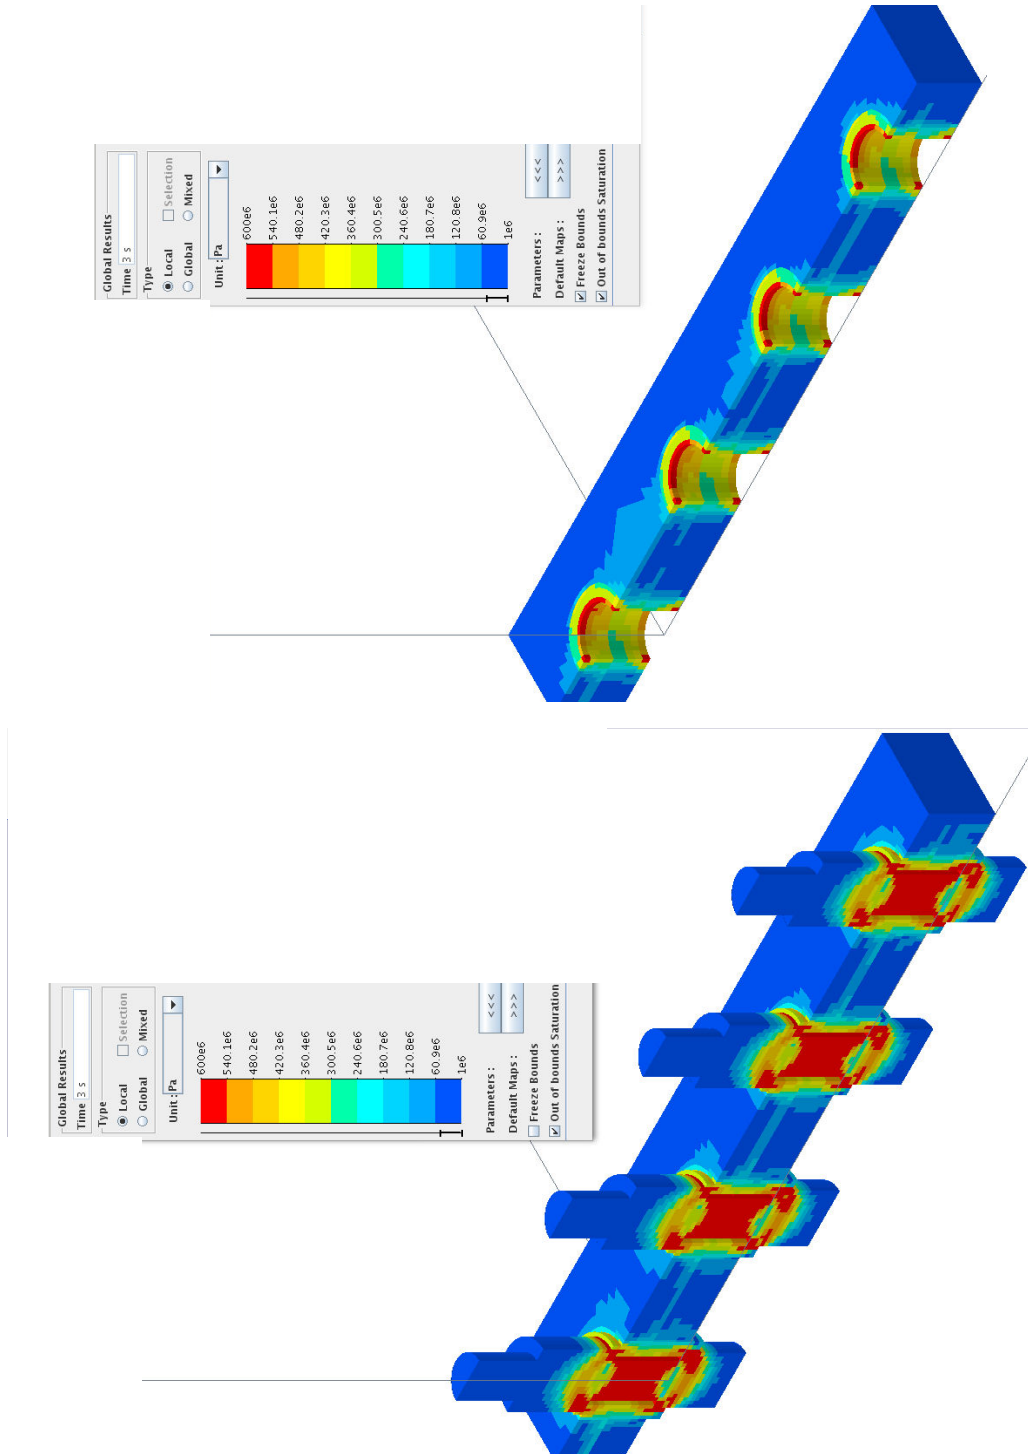 Global Results
Time 3 s
Type
Local
Selection
Global
Mixed
Unit : Pa
600e6
540.1e6
480.2e6
420.3e6
360.4e6
300.5e6
240.6e6
180.7e6
120.8e6
60.9e6
1e6
Parameters :
<<<
Default Maps :
>>>
Freeze Bounds
Out of bounds Saturation
Global Results
Time 3 s
Type
Local
Selection
Global
Mixed
Unit : Pa
600e6
540.1e6
480.2e6
420.3e6
360.4e6
300.5e6
240.6e6
180.7e6
120.8e6
60.9e6
1e6
Parameters :
<<<
Default Maps :
>>>
Freeze Bounds
Out of bounds Saturation